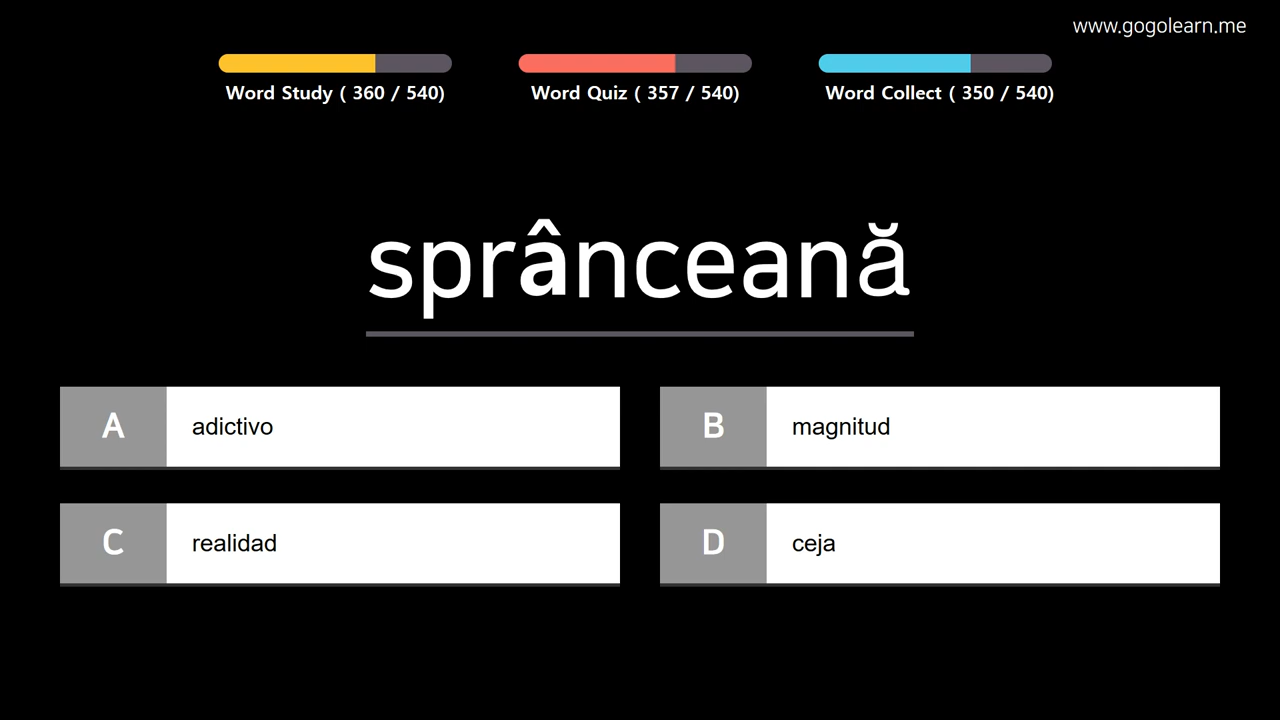 www.gogolearn.me
Word Study ( 360 / 540)
Word Quiz ( 357 / 540)
Word Collect ( 350 / 540)
sprânceană
A adictivo
B magnitud
C realidad
D ceja